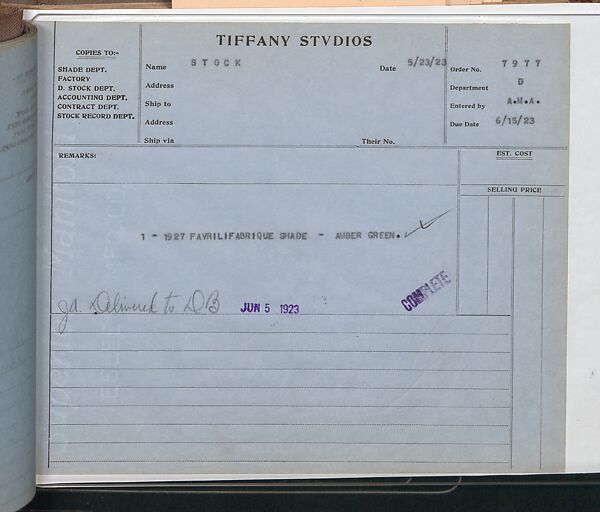 TIFFANY STVDIOS
COPIES TO:-
SHADE DEPT.
FACTORY
D. STOCK DEPT.
ACCOUNTING DEPT.
CONTRACT DEPT.
STOCK RECORD DEPT.
Name STOCK Date 5/23/23
Address
Ship to
Address
Ship via Their No.
Order No. 7977
Department D
Entered by A.M.A.
Due Date 6/15/23
REMARKS:
EST. COST
SELLING PRICE
1 - 1927 FAVRILIFABRIQUE SHADE - AMBER GREEN.
COMPLETE
Delivered to DB JUN 5 1923